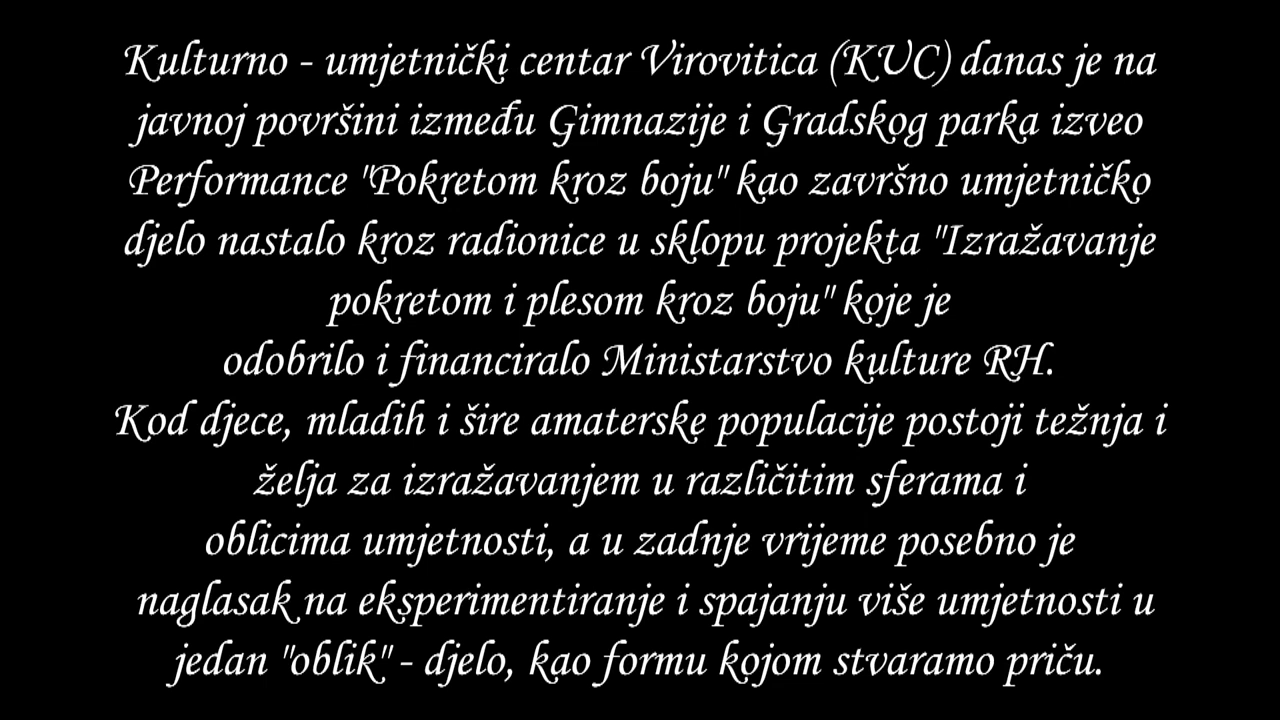 Kulturno - umjetnički centar Virovitica (KUC) danas je na
javnoj površini između Gimnazije i Gradskog parka izveo
Performance "Pokretom kroz boju" kao završno umjetničko
djelo nastalo kroz radionice u sklopu projekta "Izražavanje
pokretom i plesom kroz boju" koje je
odobrilo i financiralo Ministarstvo kulture RH.
Kod djece, mladih i šire amaterske populacije postoji težnja i
želja za izražavanjem u različitim sferama i
oblicima umjetnosti, a u zadnje vrijeme posebno je
naglasak na eksperimentiranje i spajanju više umjetnosti u
jedan "oblik" - djelo, kao formu kojom stvaramo priču.